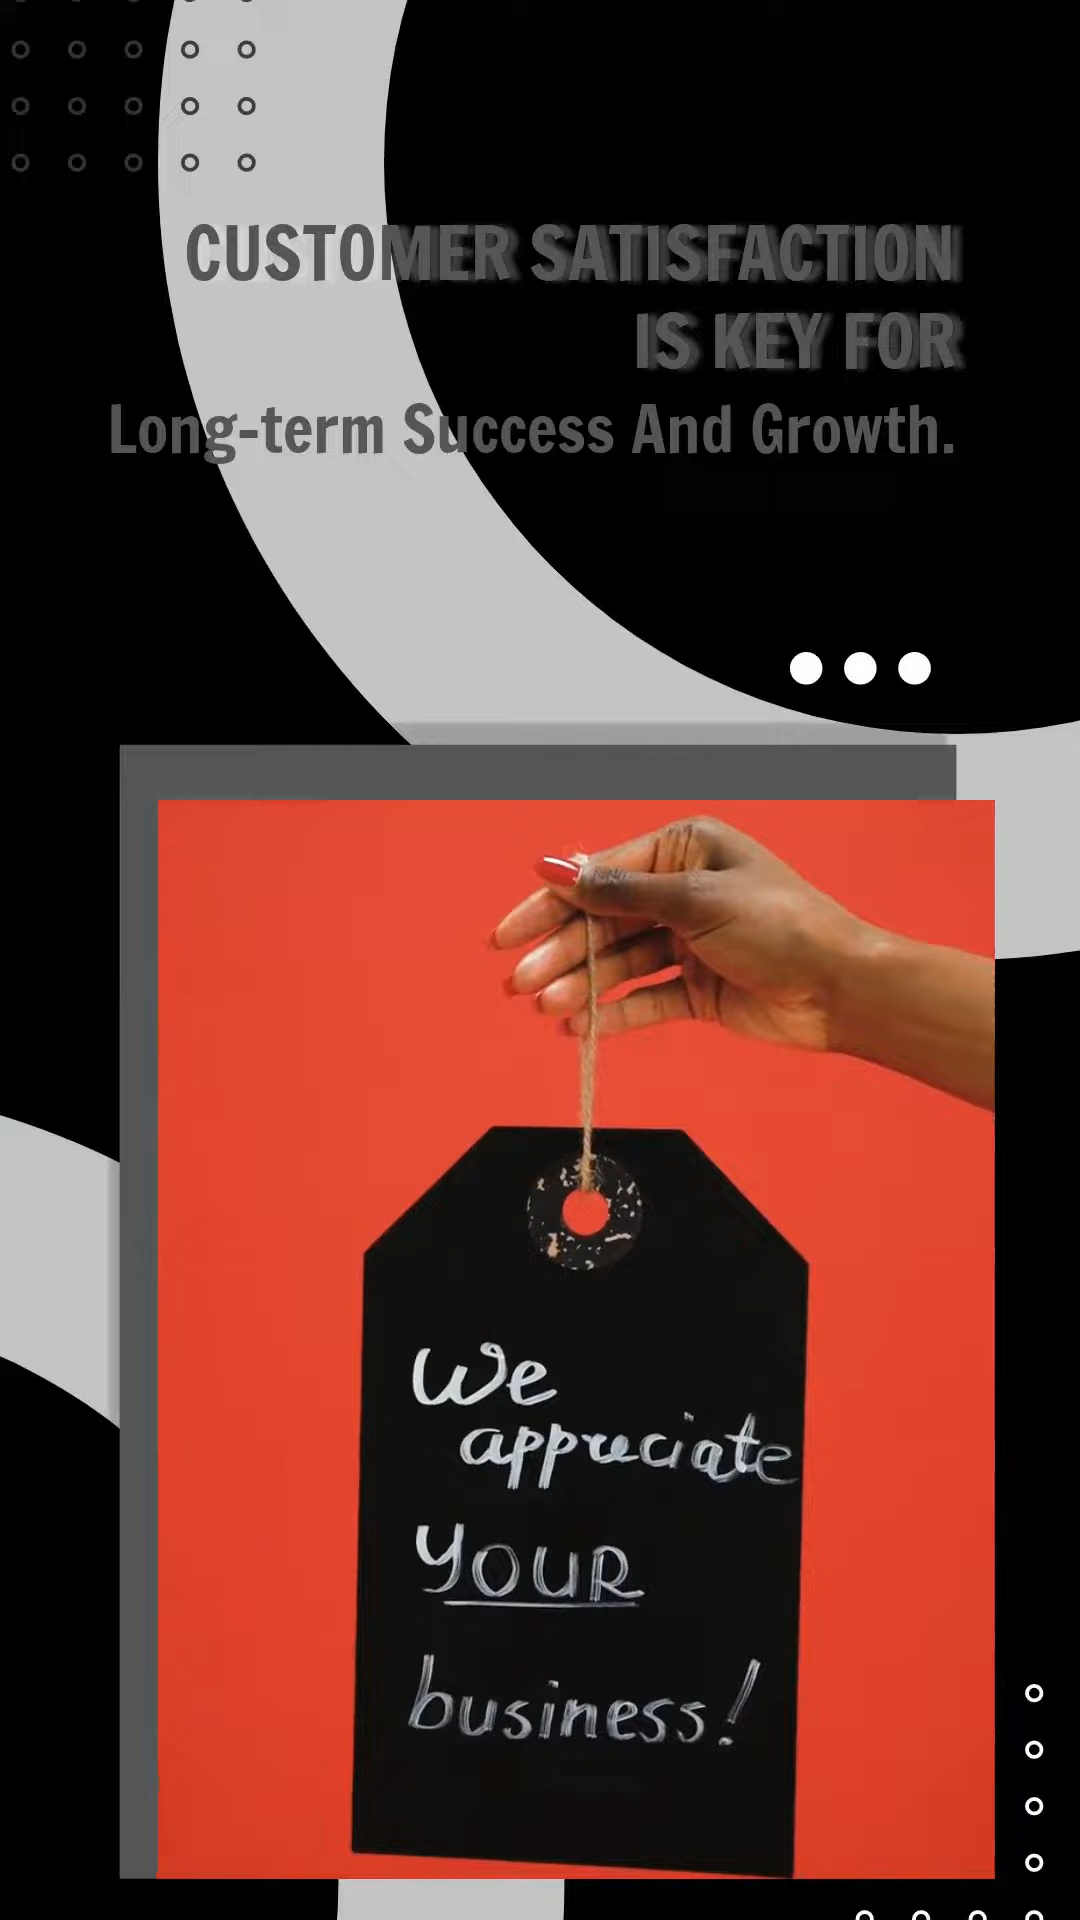 CUSTOMER SATISFACTION
IS KEY FOR
Long-term Success And Growth.
We
appreciate
YOUR
business!